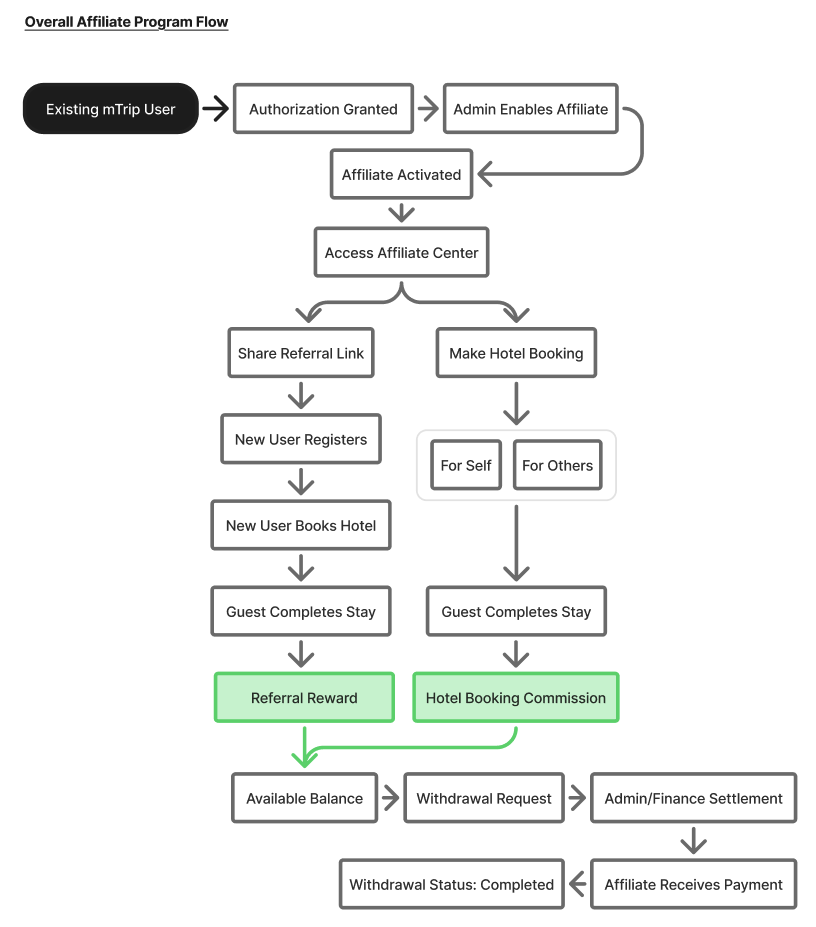 Overall Affiliate Program Flow
Existing mTrip User
Authorization Granted
Admin Enables Affiliate
Affiliate Activated
Access Affiliate Center
Share Referral Link
Make Hotel Booking
New User Registers
For Self
For Others
New User Books Hotel
Guest Completes Stay
Guest Completes Stay
Referral Reward
Hotel Booking Commission
Available Balance
Withdrawal Request
Admin/Finance Settlement
Withdrawal Status: Completed
Affiliate Receives Payment